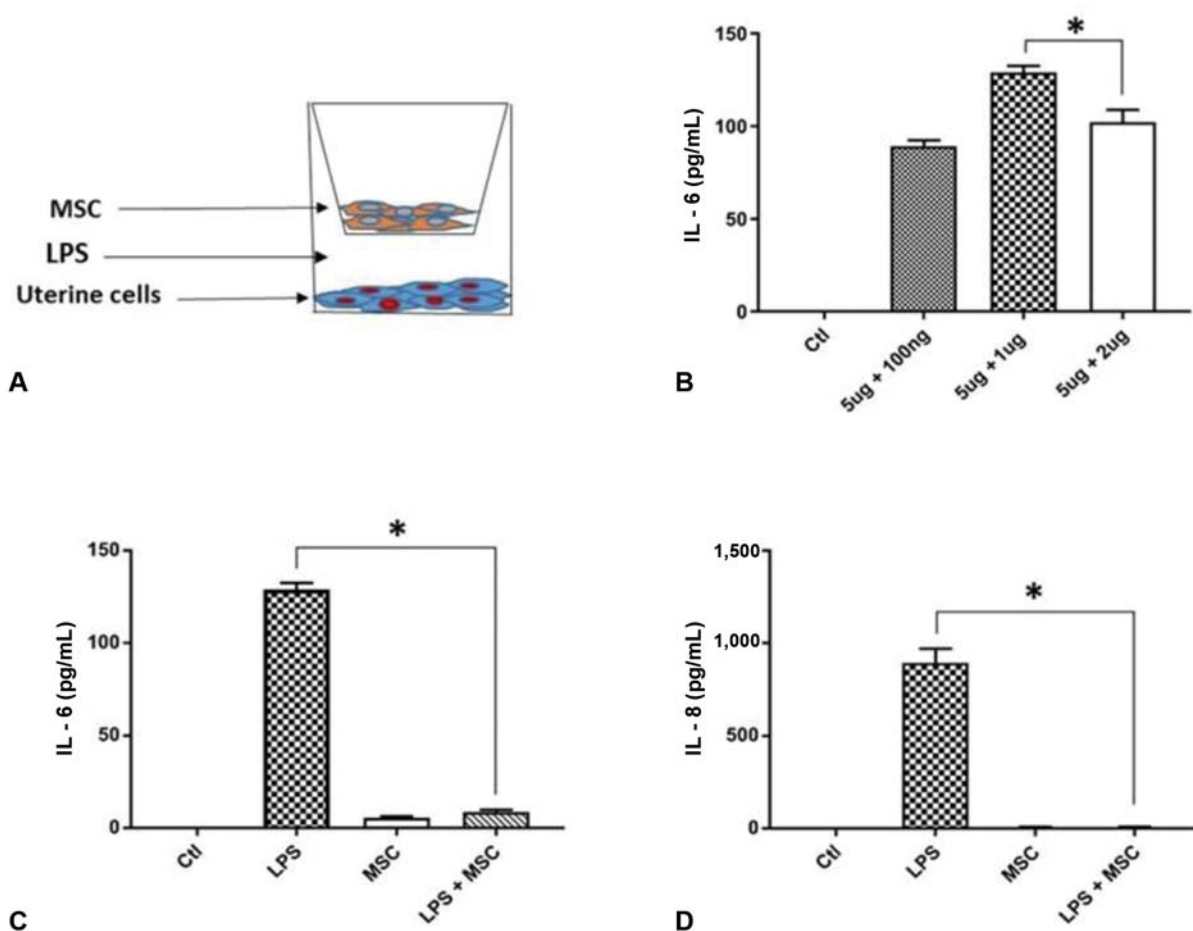 MSC
LPS
Uterine cells
A
IL - 6 (pg/mL)
150
100
50
0
*
Ctl
5ug + 100ng
5ug + 1ug
5ug + 2ug
B
IL - 6 (pg/mL)
150
100
50
0
*
Ctl
LPS
MSC
LPS + MSC
C
IL - 8 (pg/mL)
1,500
1,000
500
0
*
Ctl
LPS
MSC
LPS + MSC
D